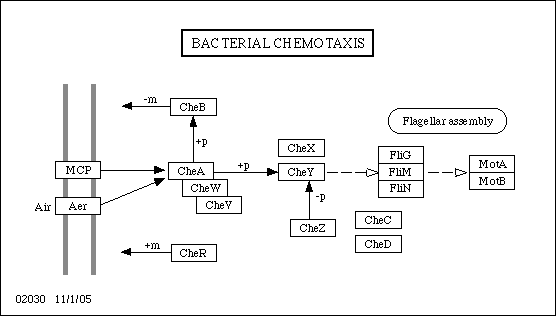 BACTERIAL CHEMOTAXIS
-m
CheB
Flagellar assembly
+p
CheX
FliG
MCP
CheA
+p
CheY
FliM
MotA
CheW
FliN
MotB
Air
Aer
CheV
-p
CheC
CheZ
+m
CheR
CheD
02030 11/1/05